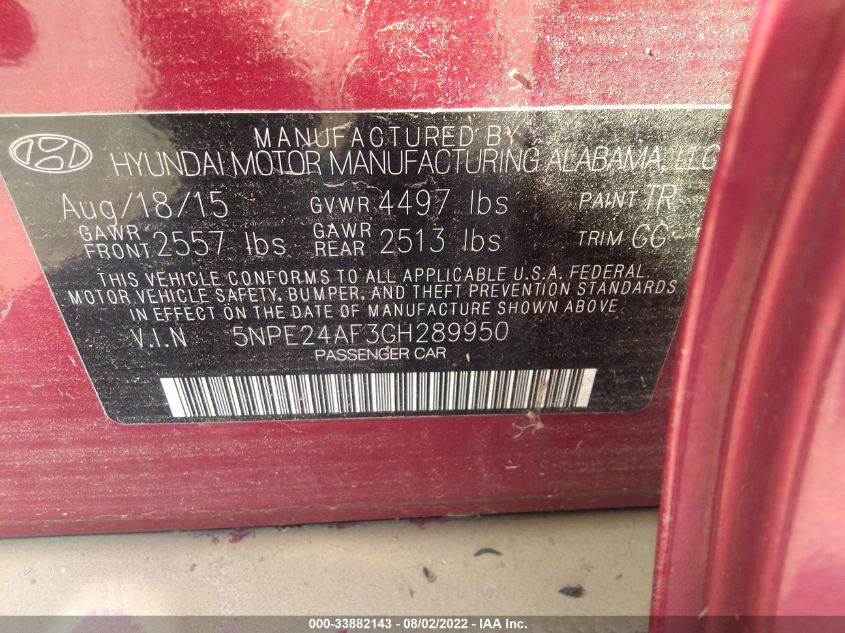 MANUFACTURED BY
HYUNDAI MOTOR MANUFACTURING ALABAMA, LLC
Aug/18/15 GVWR 4497 lbs PAINT TR
GAWR FRONT 2557 lbs GAWR REAR 2513 lbs TRIM GG
THIS VEHICLE CONFORMS TO ALL APPLICABLE U.S.A. FEDERAL
MOTOR VEHICLE SAFETY, BUMPER, AND THEFT PREVENTION STANDARDS
IN EFFECT ON THE DATE OF MANUFACTURE SHOWN ABOVE
V.I.N 5NPE24AF3GH289950
PASSENGER CAR
000-33882143 - 08/02/2022 - IAA Inc.